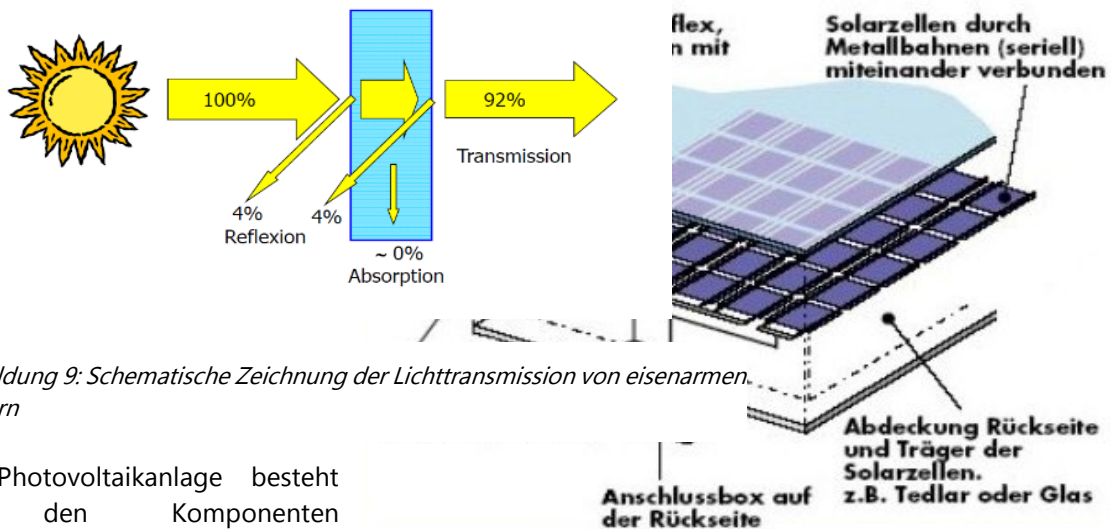 100%
92%
Transmission
4%
4%
Reflexion
~ 0%
Absorption
flex,
n mit
Solarzellen durch
Metallbahnen (seriell)
miteinander verbunden
ldung 9: Schematische Zeichnung der Lichttransmission von eisenarmen
rn
Photovoltaikanlage besteht
den Komponenten
Abdeckung Rückseite
und Träger der
Solarzellen.
z.B. Tedlar oder Glas
Anschlussbox auf
der Rückseite